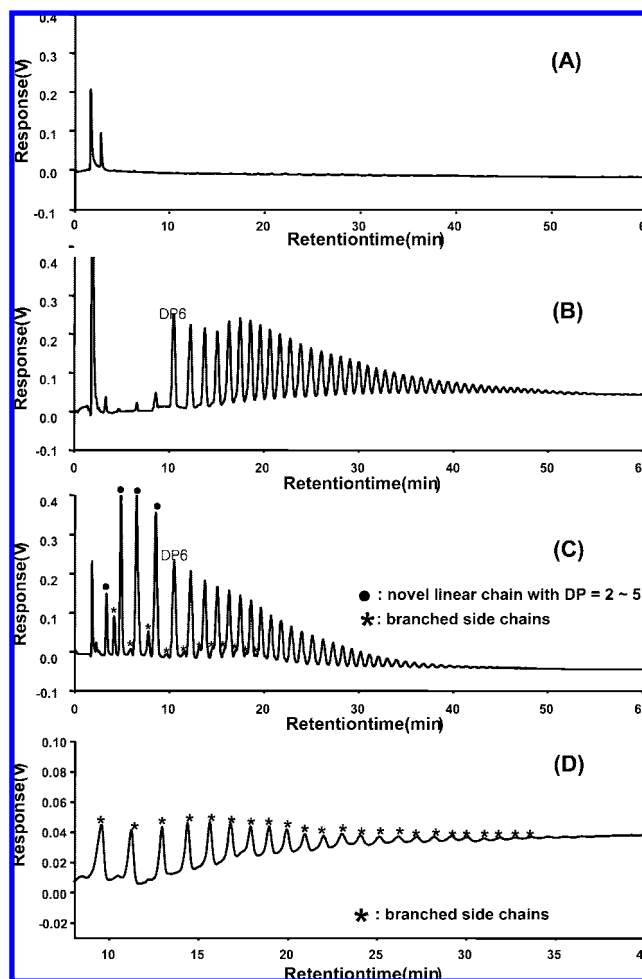 0.4
(A)
0.3
0.2
0.1
0.0
-0.1
Response(V)
0 10 20 30 40 50 6
Retentiontime(min)
(B)
DP6
0.3
0.2
0.1
0.0
-0.1
Response(V)
0 10 20 30 40 50 6
Retentiontime(min)
0.4
(C)
0.3
DP6
0.2
● : novel linear chain with DP = 2 ~ 5
0.1
* : branched side chains
0.0
-0.1
Response(V)
0 10 20 30 40 50 6
Retentiontime(min)
0.10
(D)
0.08
0.06
0.04
0.02
0.00
-0.02
Response(V)
* : branched side chains
10 15 20 25 30 35 4
Retentiontime(min)